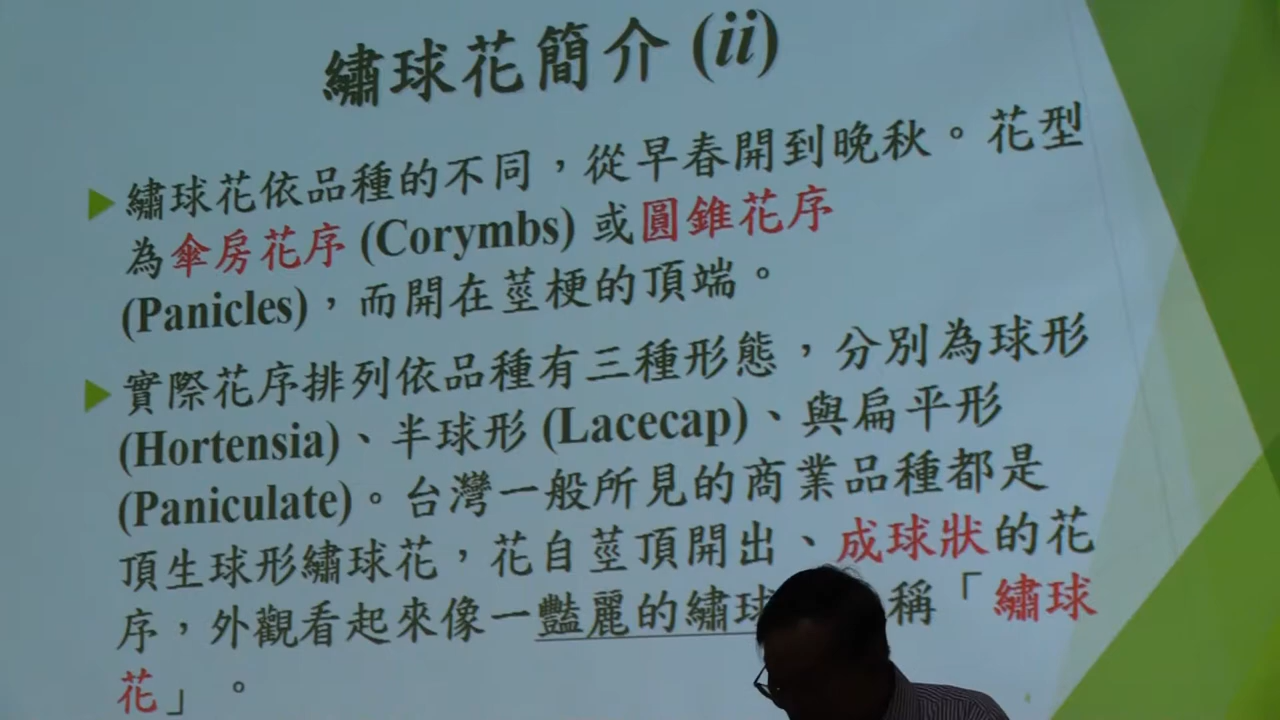 繡球花簡介 (ii)
繡球花依品種的不同，從早春開到晚秋。花型
為傘房花序 (Corymbs) 或圓錐花序
(Panicles)，而開在莖梗的頂端。
實際花序排列依品種有三種形態，分別為球形
(Hortensia)、半球形 (Lacecap)、與扁平形
(Paniculate)。台灣一般所見的商業品種都是
頂生球形繡球花，花自莖頂開出、成球狀的花
序，外觀看起來像一豔麗的繡球 稱「繡球
花」。